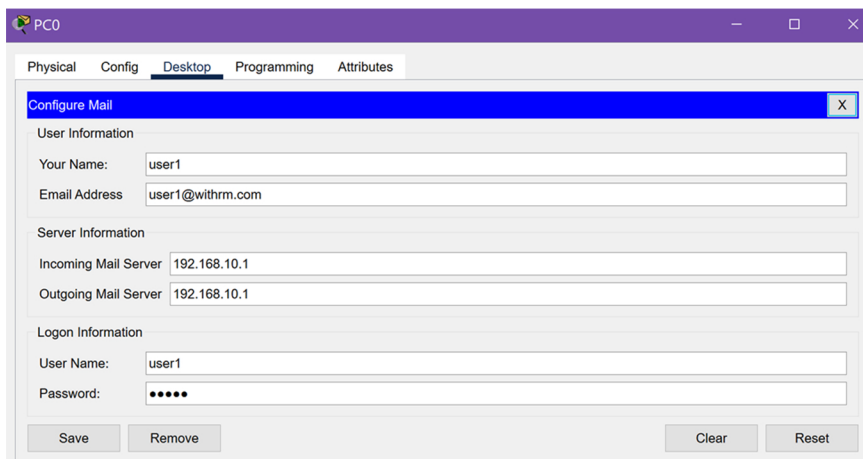 PC0
Physical Config Desktop Programming Attributes
Configure Mail X
User Information
Your Name: user1
Email Address user1@withrm.com
Server Information
Incoming Mail Server 192.168.10.1
Outgoing Mail Server 192.168.10.1
Logon Information
User Name: user1
Password: •••••
Save Remove Clear Reset